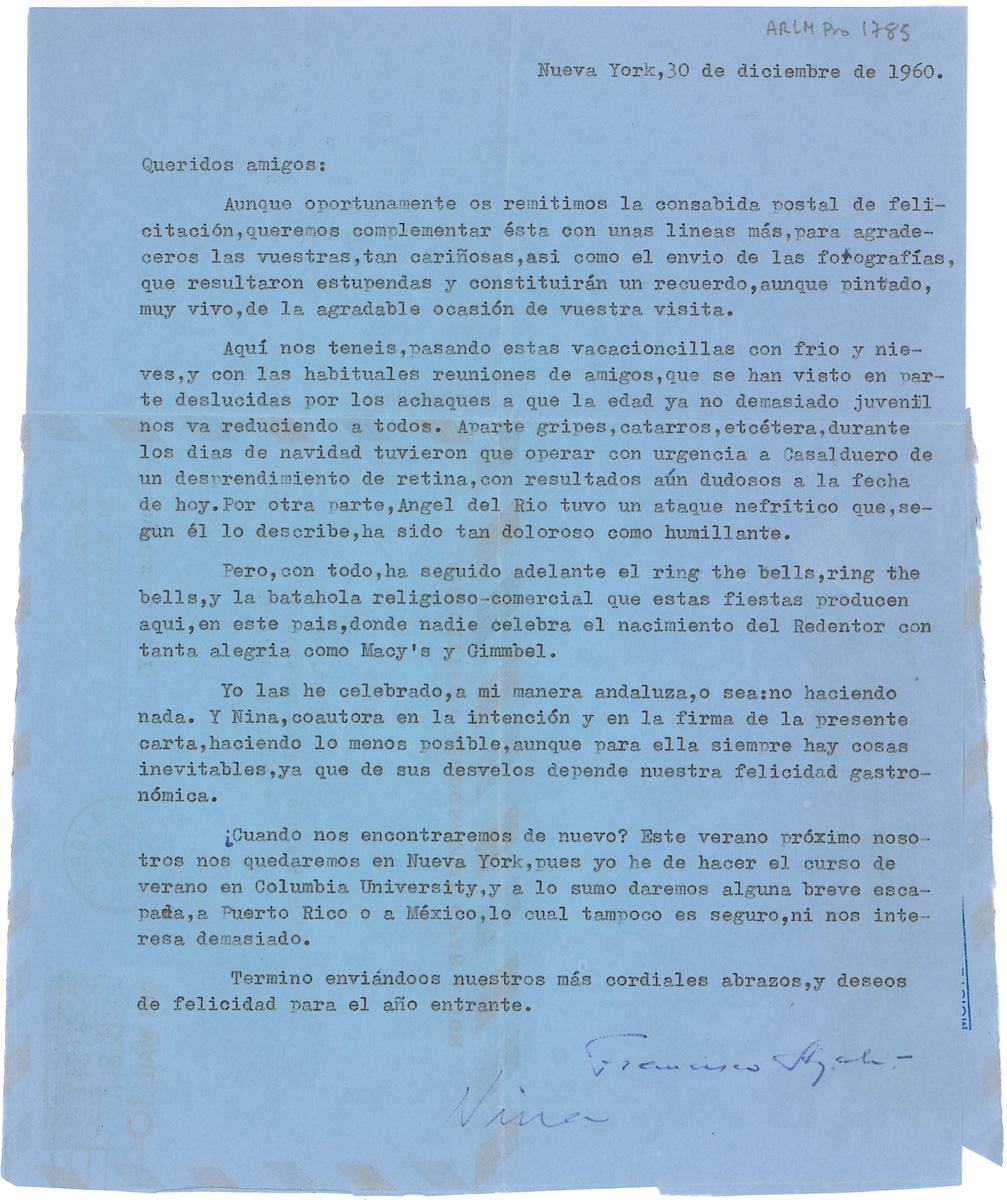 ARLM Pro 1785
Nueva York,30 de diciembre de 1960.
Queridos amigos:
Aunque oportunamente os remitimos la consabida postal de feli-
citación,queremos complementar ésta con unas lineas más,para agrade-
ceros las vuestras,tan cariñosas,asi como el envio de las fotografías,
que resultaron estupendas y constituirán un recuerdo,aunque pintado,
muy vivo,de la agradable ocasión de vuestra visita.
Aquí nos teneis,pasando estas vacacioncillas con frio y nie-
ves,y con las habituales reuniones de amigos,que se han visto en par-
te deslucidas por los achaques a que la edad ya no demasiado juvenil
nos va reduciendo a todos. Aparte gripes,catarros,etcétera,durante
los dias de navidad tuvieron que operar con urgencia a Casalduero de
un desprendimiento de retina,con resultados aún dudosos a la fecha
de hoy.Por otra parte,Angel del Rio tuvo un ataque nefrítico que,se-
gún él lo describe,ha sido tan doloroso como humillante.
Pero,con todo,ha seguido adelante el ring the bells,ring the
bells,y la batahola religioso-comercial que estas fiestas producen
aqui,en este pais,donde nadie celebra el nacimiento del Redentor con
tanta alegria como Macy's y Gimmbel.
Yo las he celebrado,a mi manera andaluza,o sea:no haciendo
nada. Y Nina,coautora en la intención y en la firma de la presente
carta,haciendo lo menos posible,aunque para ella siempre hay cosas
inevitables,ya que de sus desvelos depende nuestra felicidad gastro-
nómica.
¿Cuando nos encontraremos de nuevo? Este verano próximo noso-
tros nos quedaremos en Nueva York,pues yo he de hacer el curso de
verano en Columbia University,y a lo sumo daremos alguna breve esca-
pada,a Puerto Rico o a México,lo cual tampoco es seguro,ni nos inte-
resa demasiado.
Termino enviándoos nuestros más cordiales abrazos,y deseos
de felicidad para el año entrante.
Francisco Ayala
Nina